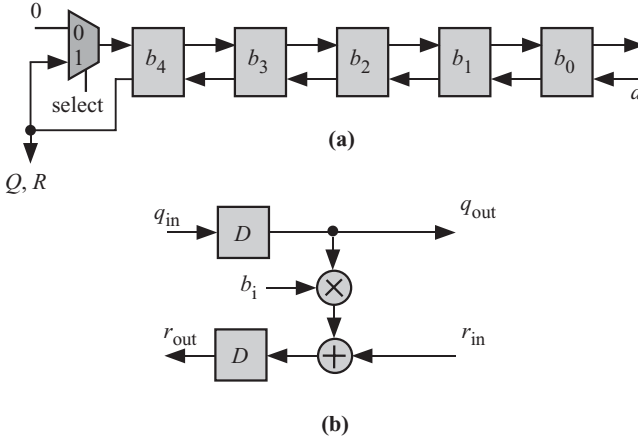 0
0
1
select
b4 b3 b2 b1 b0
Q, R
(a)
qin D qout
bi
rout D rin
(b)